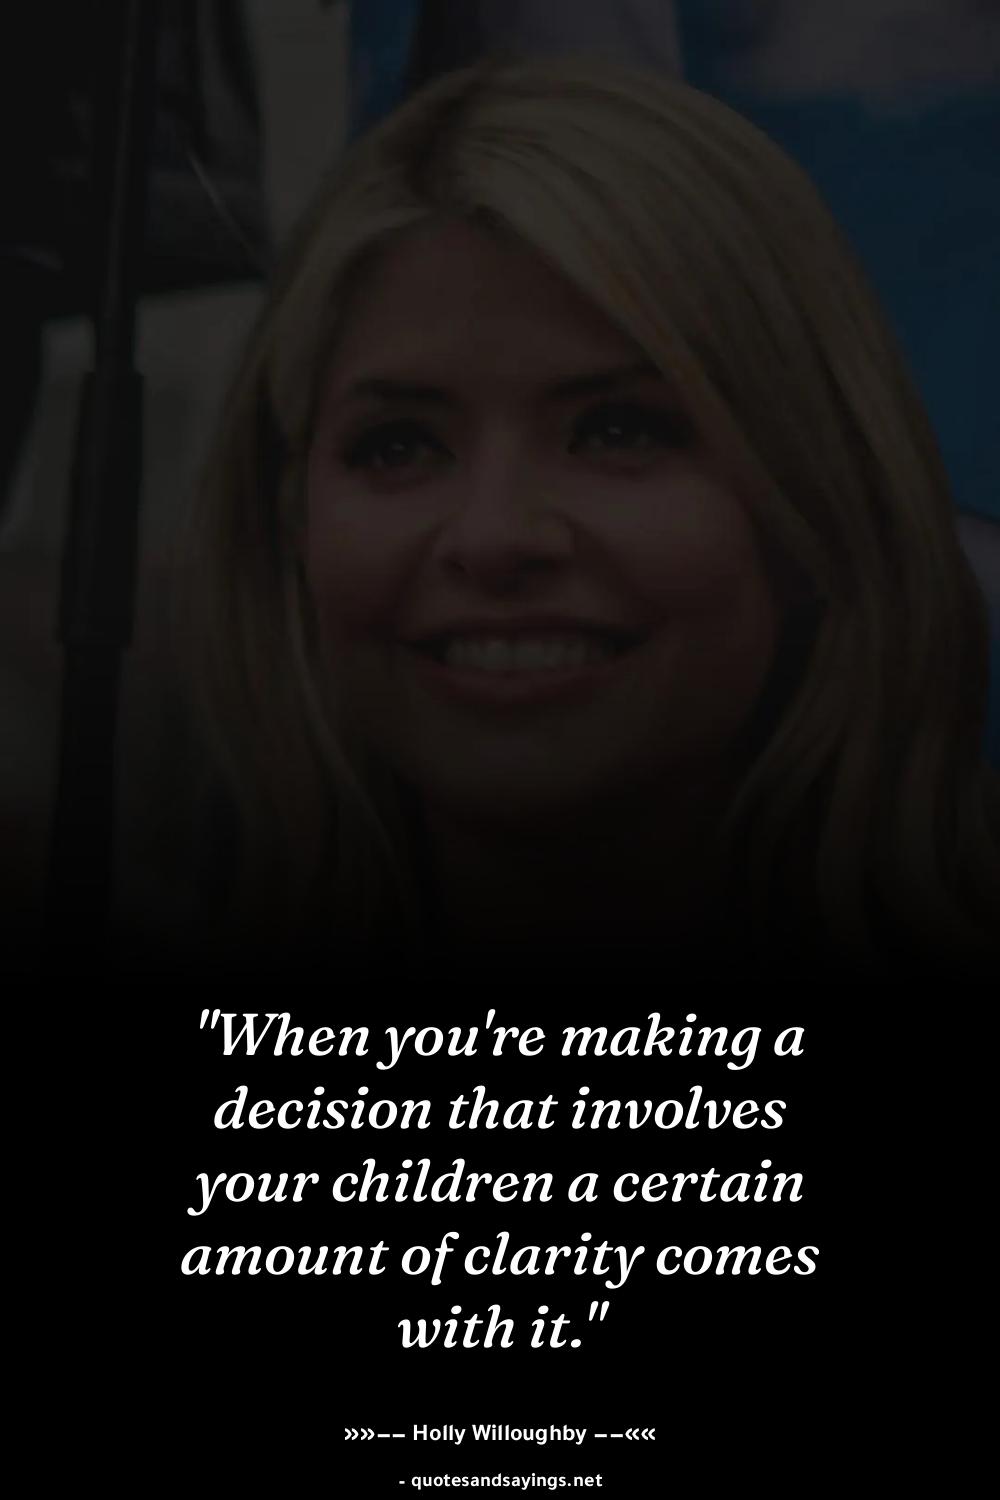 "When you're making a
decision that involves
your children a certain
amount of clarity comes
with it."
»»−− Holly Willoughby −−««
- quotesandsayings.net